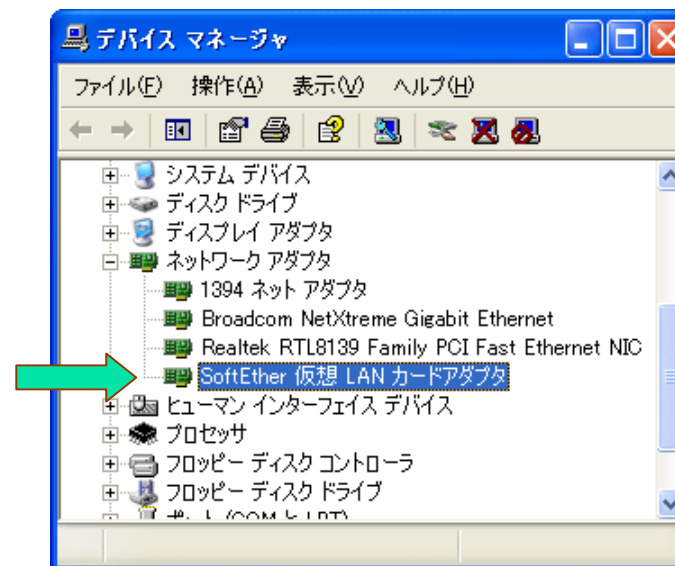 デバイス マネージャ
ファイル(F) 操作(A) 表示(V) ヘルプ(H)
システム デバイス
ディスク ドライブ
ディスプレイ アダプタ
ネットワーク アダプタ
1394 ネット アダプタ
Broadcom NetXtreme Gigabit Ethernet
Realtek RTL8139 Family PCI Fast Ethernet NIC
SoftEther 仮想 LAN カードアダプタ
ヒューマン インターフェイス デバイス
プロセッサ
フロッピー ディスク コントローラ
フロッピー ディスク ドライブ
ポート (COM と LPT)